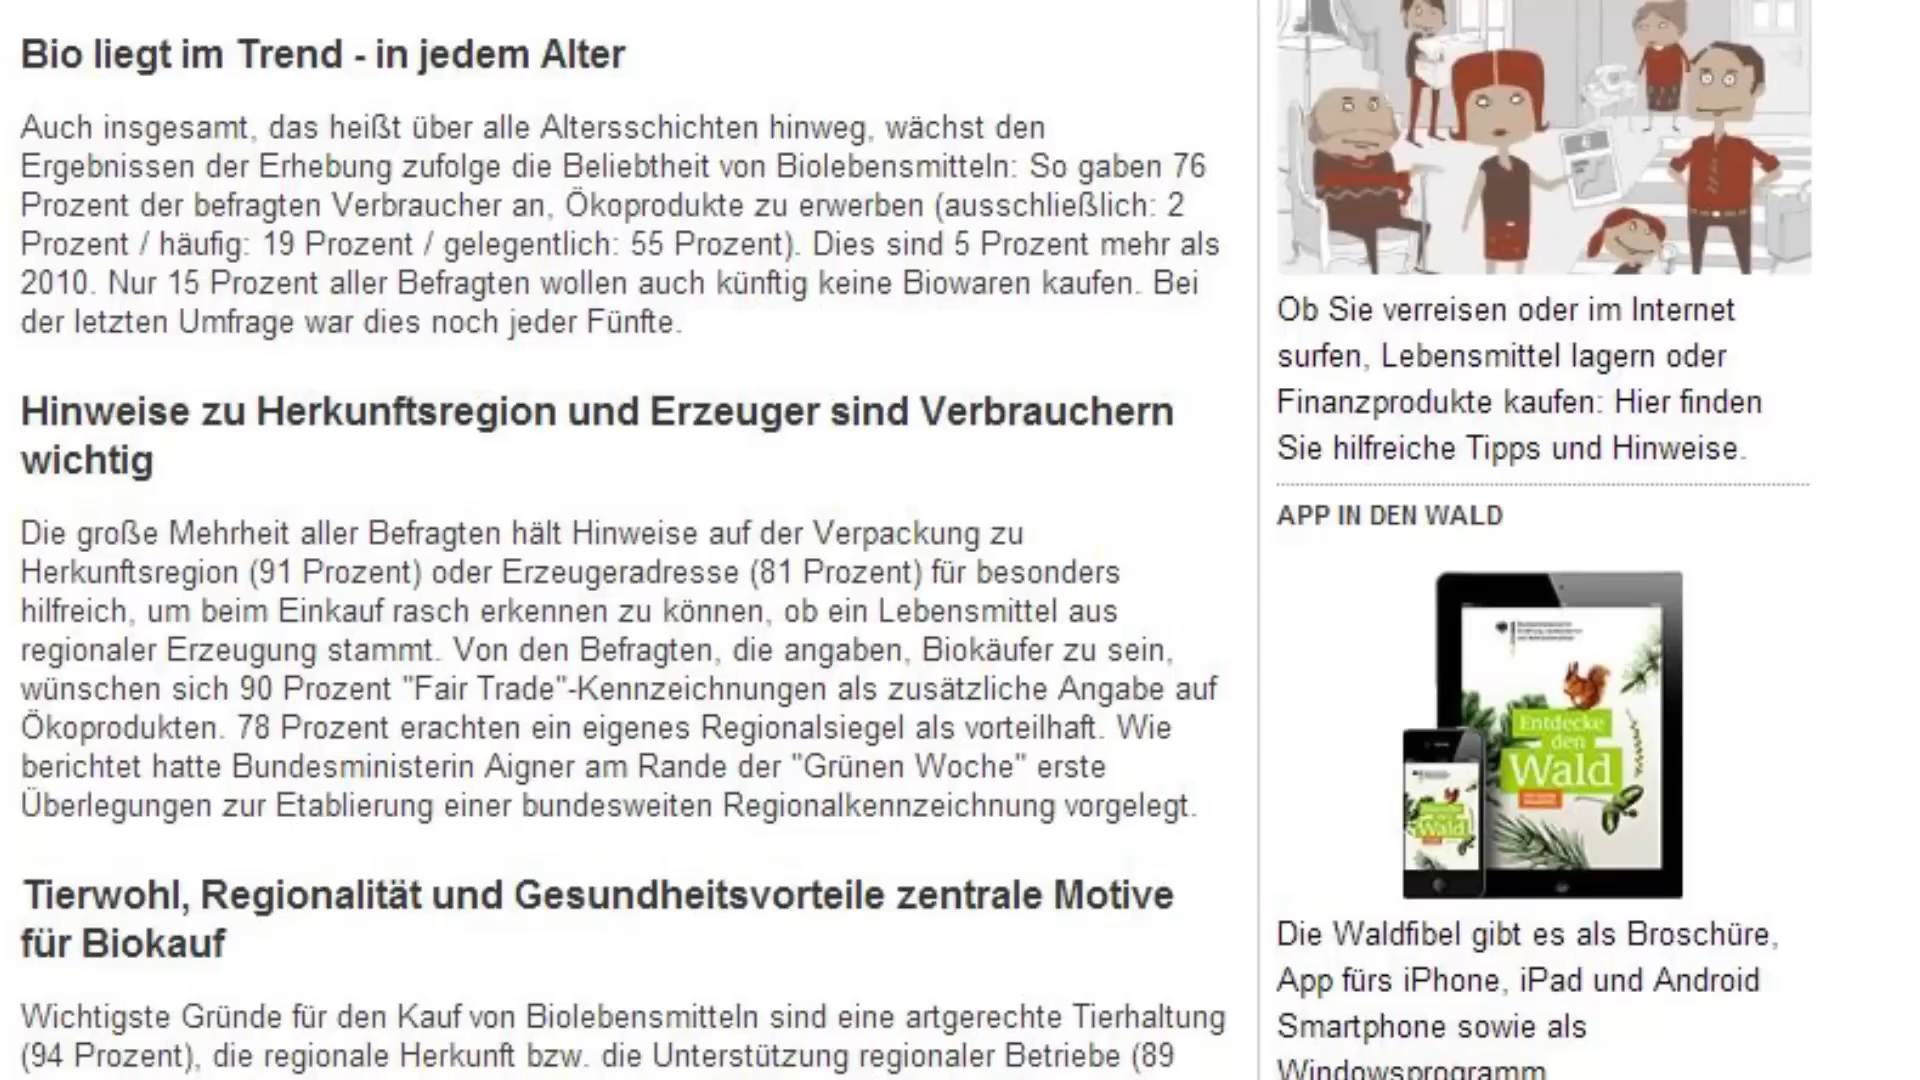 Bio liegt im Trend - in jedem Alter
Auch insgesamt, das heißt über alle Altersschichten hinweg, wächst den
Ergebnissen der Erhebung zufolge die Beliebtheit von Biolebensmitteln: So gaben 76
Prozent der befragten Verbraucher an, Ökoprodukte zu erwerben (ausschließlich: 2
Prozent / häufig: 19 Prozent / gelegentlich: 55 Prozent). Dies sind 5 Prozent mehr als
2010. Nur 15 Prozent aller Befragten wollen auch künftig keine Biowaren kaufen. Bei
der letzten Umfrage war dies noch jeder Fünfte.
Hinweise zu Herkunftsregion und Erzeuger sind Verbrauchern
wichtig
Die große Mehrheit aller Befragten hält Hinweise auf der Verpackung zu
Herkunftsregion (91 Prozent) oder Erzeugeradresse (81 Prozent) für besonders
hilfreich, um beim Einkauf rasch erkennen zu können, ob ein Lebensmittel aus
regionaler Erzeugung stammt. Von den Befragten, die angaben, Biokäufer zu sein,
wünschen sich 90 Prozent "Fair Trade"-Kennzeichnungen als zusätzliche Angabe auf
Ökoprodukten. 78 Prozent erachten ein eigenes Regionalsiegel als vorteilhaft. Wie
berichtet hatte Bundesministerin Aigner am Rande der "Grünen Woche" erste
Überlegungen zur Etablierung einer bundesweiten Regionalkennzeichnung vorgelegt.
Tierwohl, Regionalität und Gesundheitsvorteile zentrale Motive
für Biokauf
Wichtigste Gründe für den Kauf von Biolebensmitteln sind eine artgerechte Tierhaltung
(94 Prozent), die regionale Herkunft bzw. die Unterstützung regionaler Betriebe (89
Ob Sie verreisen oder im Internet
surfen, Lebensmittel lagern oder
Finanzprodukte kaufen: Hier finden
Sie hilfreiche Tipps und Hinweise.
APP IN DEN WALD
Entdecke
den
Wald
Wald
Die Waldfibel gibt es als Broschüre,
App fürs iPhone, iPad und Android
Smartphone sowie als
Windowsprogramm